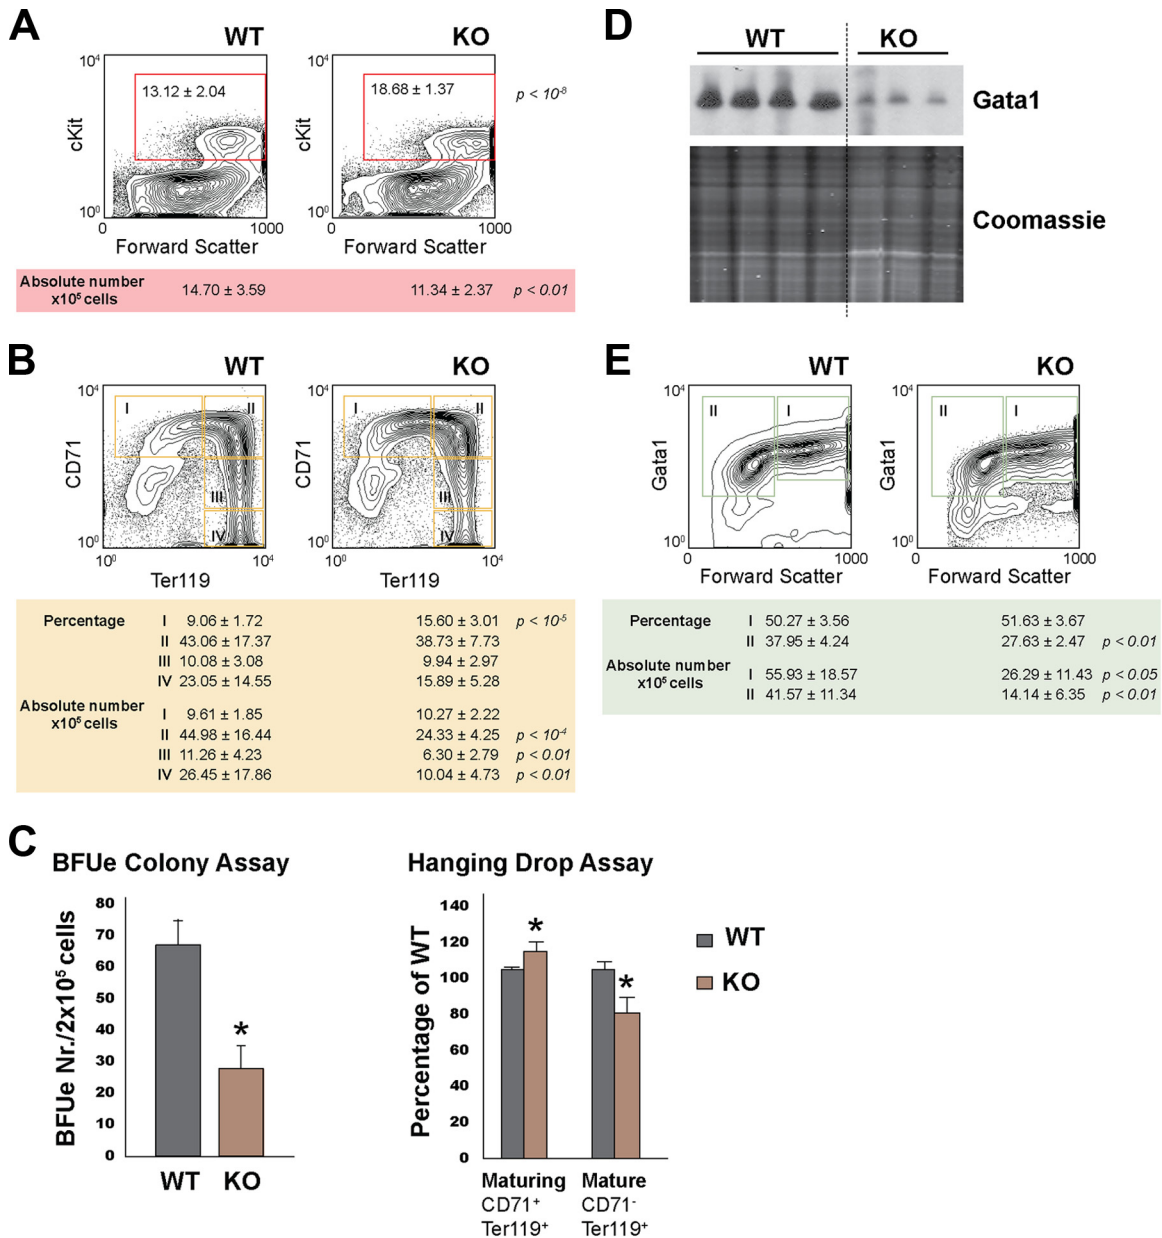 A
WT
KO
10⁴
cKit
10⁰
13.12 ± 2.04
0
1000
Forward Scatter
10⁴
cKit
10⁰
18.68 ± 1.37
0
1000
Forward Scatter
p < 10⁻⁸
Absolute number
x10⁵ cells
14.70 ± 3.59
11.34 ± 2.37
p < 0.01
B
WT
KO
10⁴
CD71
10⁰
I
II
III
IV
10⁰
10⁴
Ter119
10⁴
CD71
10⁰
I
II
III
IV
10⁰
10⁴
Ter119
Percentage I 9.06 ± 1.72 15.60 ± 3.01 p < 10⁻⁵
II 43.06 ± 17.37 38.73 ± 7.73
III 10.08 ± 3.08 9.94 ± 2.97
IV 23.05 ± 14.55 15.89 ± 5.28
Absolute number
x10⁵ cells
I 9.61 ± 1.85 10.27 ± 2.22
II 44.98 ± 16.44 24.33 ± 4.25 p < 10⁻⁴
III 11.26 ± 4.23 6.30 ± 2.79 p < 0.01
IV 26.45 ± 17.86 10.04 ± 4.73 p < 0.01
C
BFUe Colony Assay
BFUe Nr./2x10⁵ cells
80
70
60
50
40
30
20
10
0
*
WT
KO
Hanging Drop Assay
Percentage of WT
140
120
100
80
60
40
20
0
*
*
Maturing
CD71⁺
Ter119⁺
Mature
CD71⁻
Ter119⁺
WT
KO
D
WT
KO
Gata1
Coomassie
E
WT
KO
10⁴
Gata1
10⁰
II
I
0
1000
Forward Scatter
10⁴
Gata1
10⁰
II
I
0
1000
Forward Scatter
Percentage I 50.27 ± 3.56 51.63 ± 3.67
II 37.95 ± 4.24 27.63 ± 2.47 p < 0.01
Absolute number
x10⁵ cells
I 55.93 ± 18.57 26.29 ± 11.43 p < 0.05
II 41.57 ± 11.34 14.14 ± 6.35 p < 0.01